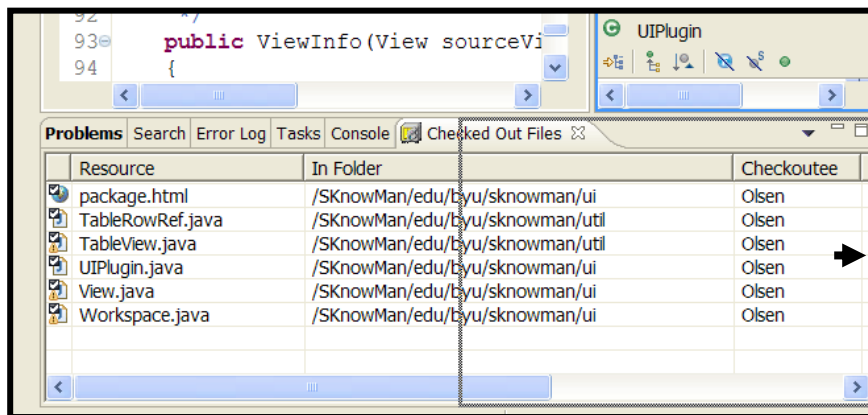 92 */
93 public ViewInfo(View sourceVi
94 {
UIPlugin
Problems Search Error Log Tasks Console Checked Out Files
Resource In Folder Checkoutee
package.html /SKnowMan/edu/byu/sknowman/ui Olsen
TableRowRef.java /SKnowMan/edu/byu/sknowman/util Olsen
TableView.java /SKnowMan/edu/byu/sknowman/util Olsen
UIPlugin.java /SKnowMan/edu/byu/sknowman/ui Olsen
View.java /SKnowMan/edu/byu/sknowman/ui Olsen
Workspace.java /SKnowMan/edu/byu/sknowman/ui Olsen